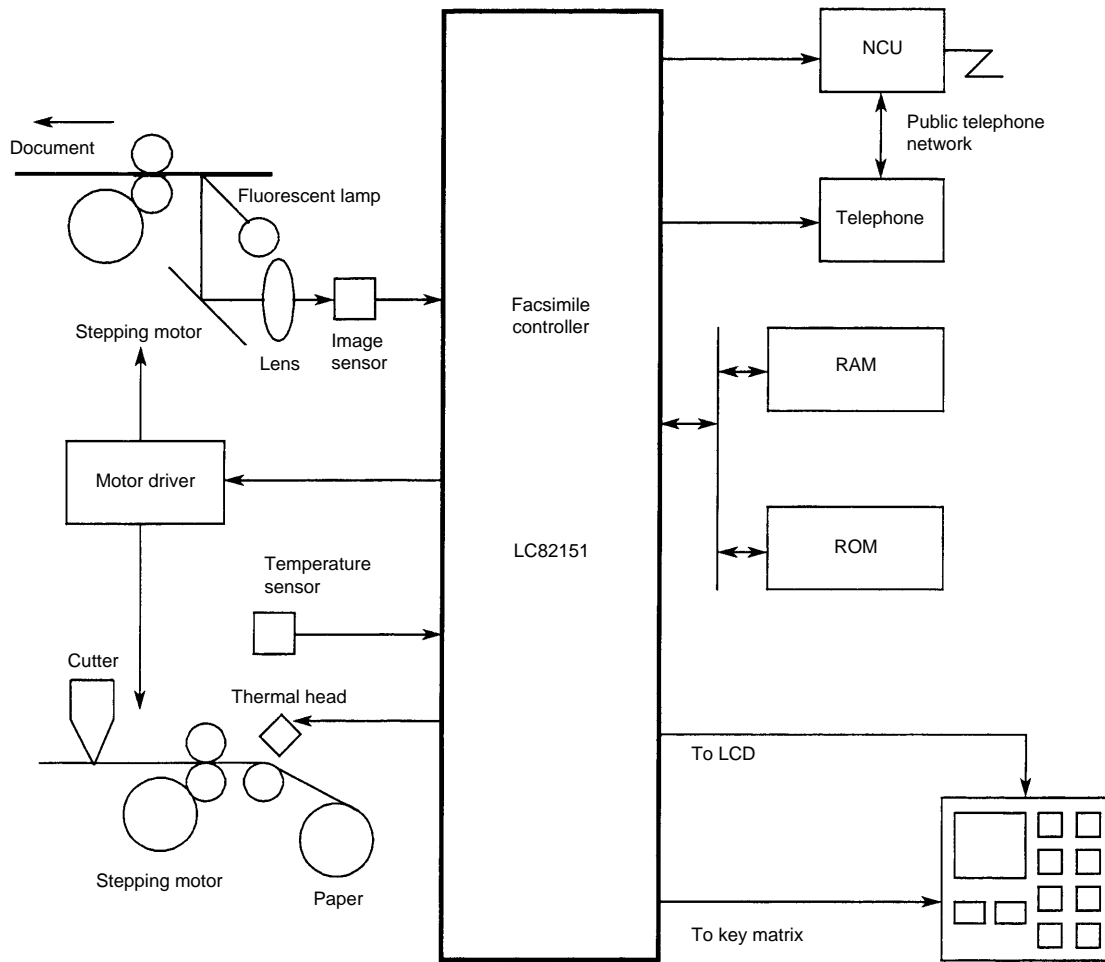 NCU
Public telephone
network
Document
Fluorescent lamp
Telephone
Facsimile
controller
Stepping motor
Lens
Image
sensor
RAM
Motor driver
LC82151
ROM
Temperature
sensor
Cutter
Thermal head
To LCD
Stepping motor
Paper
To key matrix